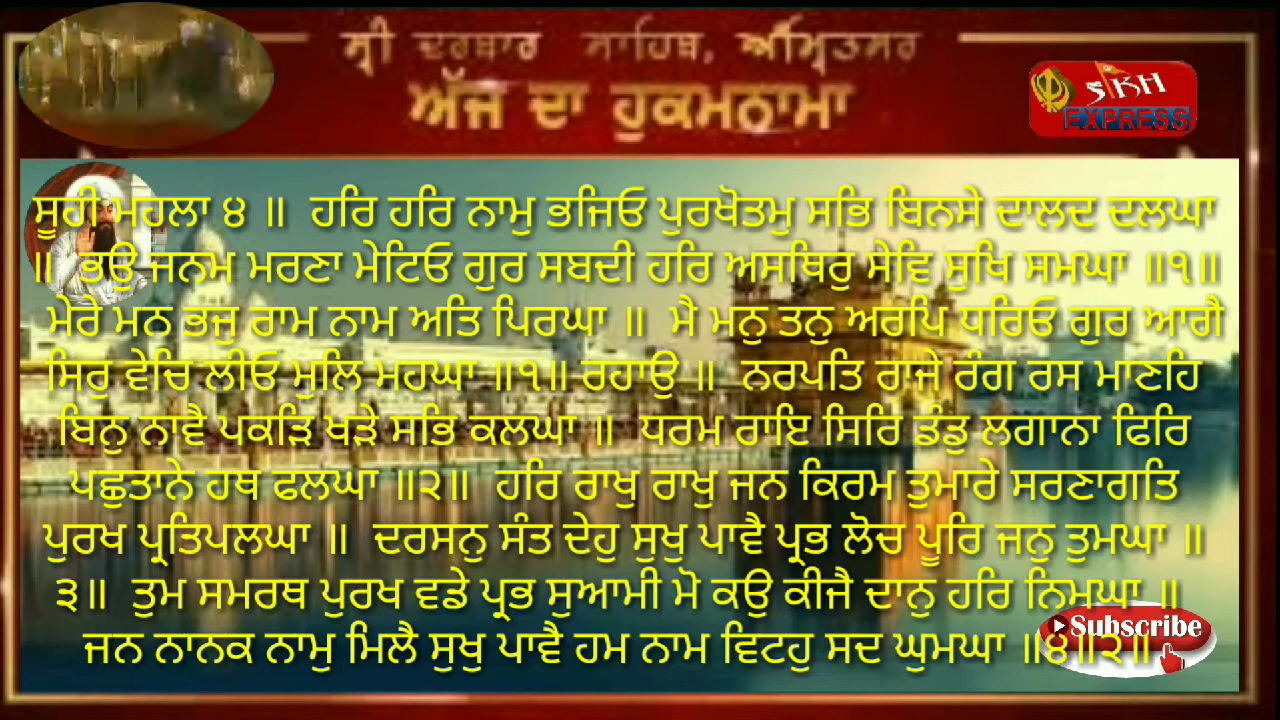 ਸ੍ਰੀ ਦਰਬਾਰ ਸਾਹਿਬ, ਅੰਮ੍ਰਿਤਸਰ
ਅੱਜ ਦਾ ਹੁਕਮਨਾਮਾ
SIKH
EXPRESS
ਸੂਹੀ ਮਹਲਾ ੪ ॥ ਹਰਿ ਹਰਿ ਨਾਮੁ ਭਜਿਓ ਪੁਰਖੋਤਮੁ ਸਭਿ ਬਿਨਸੇ ਦਾਲਦ ਦਲਘਾ
॥ ਭਉ ਜਨਮ ਮਰਣਾ ਮੇਟਿਓ ਗੁਰ ਸਬਦੀ ਹਰਿ ਅਸਥਿਰੁ ਸੇਵਿ ਸੁਖਿ ਸਮਘਾ ॥੧॥
ਮੇਰੇ ਮਨ ਭਜੁ ਰਾਮ ਨਾਮ ਅਤਿ ਪਿਰਘਾ ॥ ਮੈ ਮਨੁ ਤਨੁ ਅਰਪਿ ਧਰਿਓ ਗੁਰ ਆਗੈ
ਸਿਰੁ ਵੇਚਿ ਲੀਓ ਮੁਲਿ ਮਹਘਾ ॥੧॥ ਰਹਾਉ ॥ ਨਰਪਤਿ ਰਾਜੇ ਰੰਗ ਰਸ ਮਾਣਹਿ
ਬਿਨੁ ਨਾਵੈ ਪਕੜਿ ਖੜੇ ਸਭਿ ਕਲਘਾ ॥ ਧਰਮ ਰਾਇ ਸਿਰਿ ਡੰਡੁ ਲਗਾਨਾ ਫਿਰਿ
ਪਛੁਤਾਨੇ ਹਥ ਫਲਘਾ ॥੨॥ ਹਰਿ ਰਾਖੁ ਰਾਖੁ ਜਨ ਕਿਰਮ ਤੁਮਾਰੇ ਸਰਣਾਗਤਿ
ਪੁਰਖ ਪ੍ਰਤਿਪਲਘਾ ॥ ਦਰਸਨੁ ਸੰਤ ਦੇਹੁ ਸੁਖੁ ਪਾਵੈ ਪ੍ਰਭ ਲੋਚ ਪੂਰਿ ਜਨੁ ਤੁਮਘਾ ॥
੩॥ ਤੁਮ ਸਮਰਥ ਪੁਰਖ ਵਡੇ ਪ੍ਰਭ ਸੁਆਮੀ ਮੋ ਕਉ ਕੀਜੈ ਦਾਨੁ ਹਰਿ ਨਿਮਘਾ ॥
ਜਨ ਨਾਨਕ ਨਾਮੁ ਮਿਲੈ ਸੁਖੁ ਪਾਵੈ ਹਮ ਨਾਮ ਵਿਟਹੁ ਸਦ ਘੁਮਘਾ ॥੪॥੨॥
Subscribe